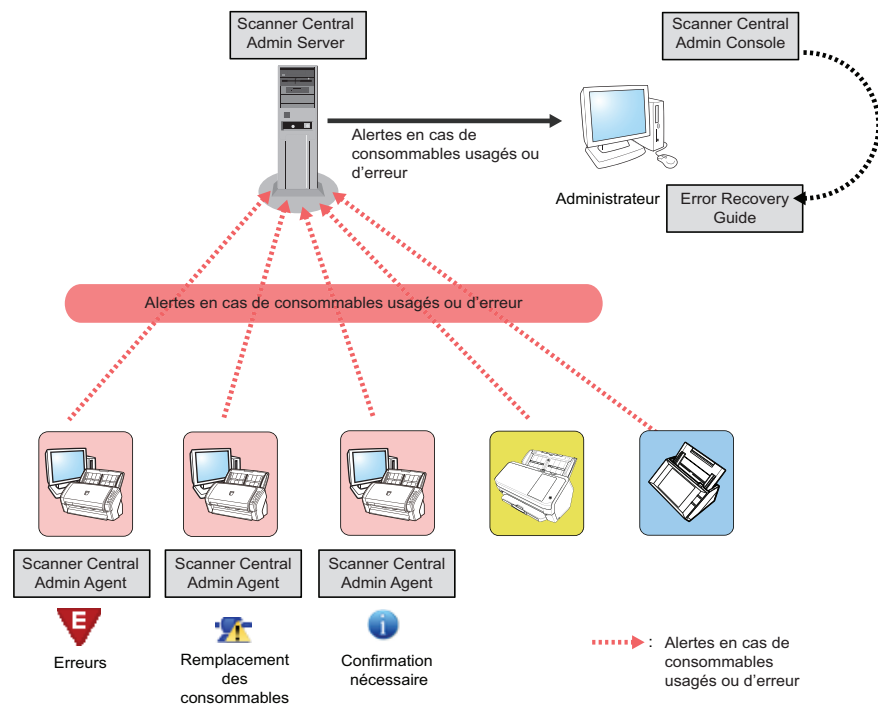 Scanner Central
Admin Server
Scanner Central
Admin Console
Alertes en cas de
consommables usagés ou
d'erreur
Administrateur
Error Recovery
Guide
Alertes en cas de consommables usagés ou d'erreur
Scanner Central
Admin Agent
Scanner Central
Admin Agent
Scanner Central
Admin Agent
E
i
Erreurs
Remplacement
des
consommables
Confirmation
nécessaire
: Alertes en cas de
consommables
usagés ou d'erreur